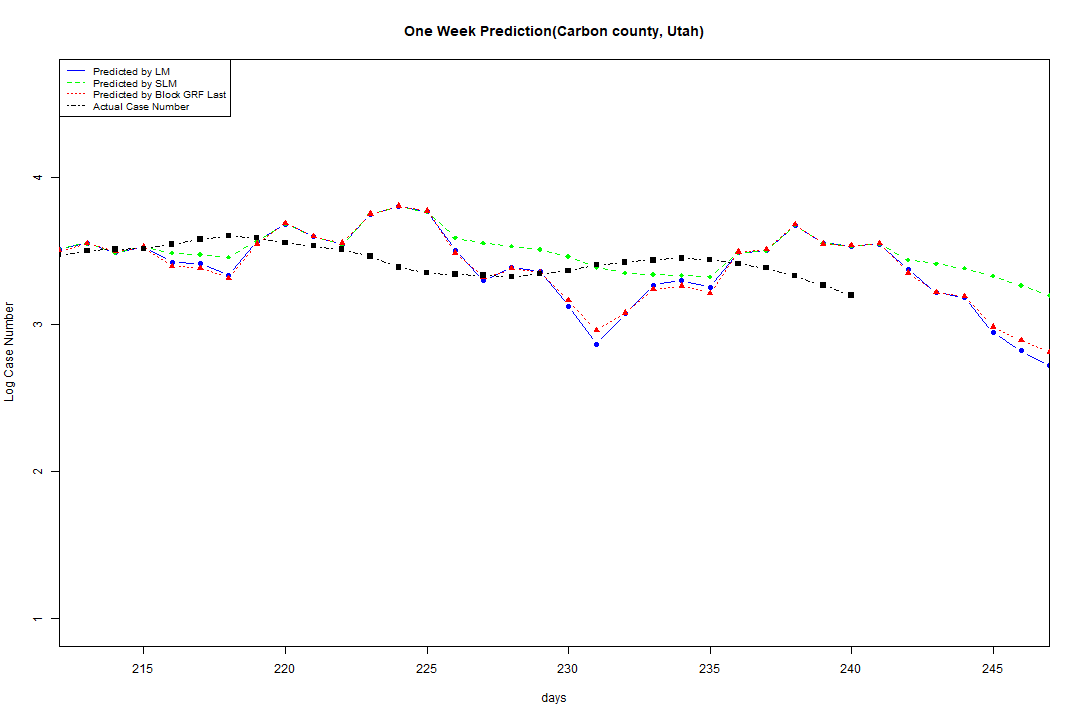 One Week Prediction(Carbon county, Utah)
Predicted by LM
Predicted by SLM
Predicted by Block GRF Last
Actual Case Number
4
3
2
1
Log Case Number
215 220 225 230 235 240 245
days